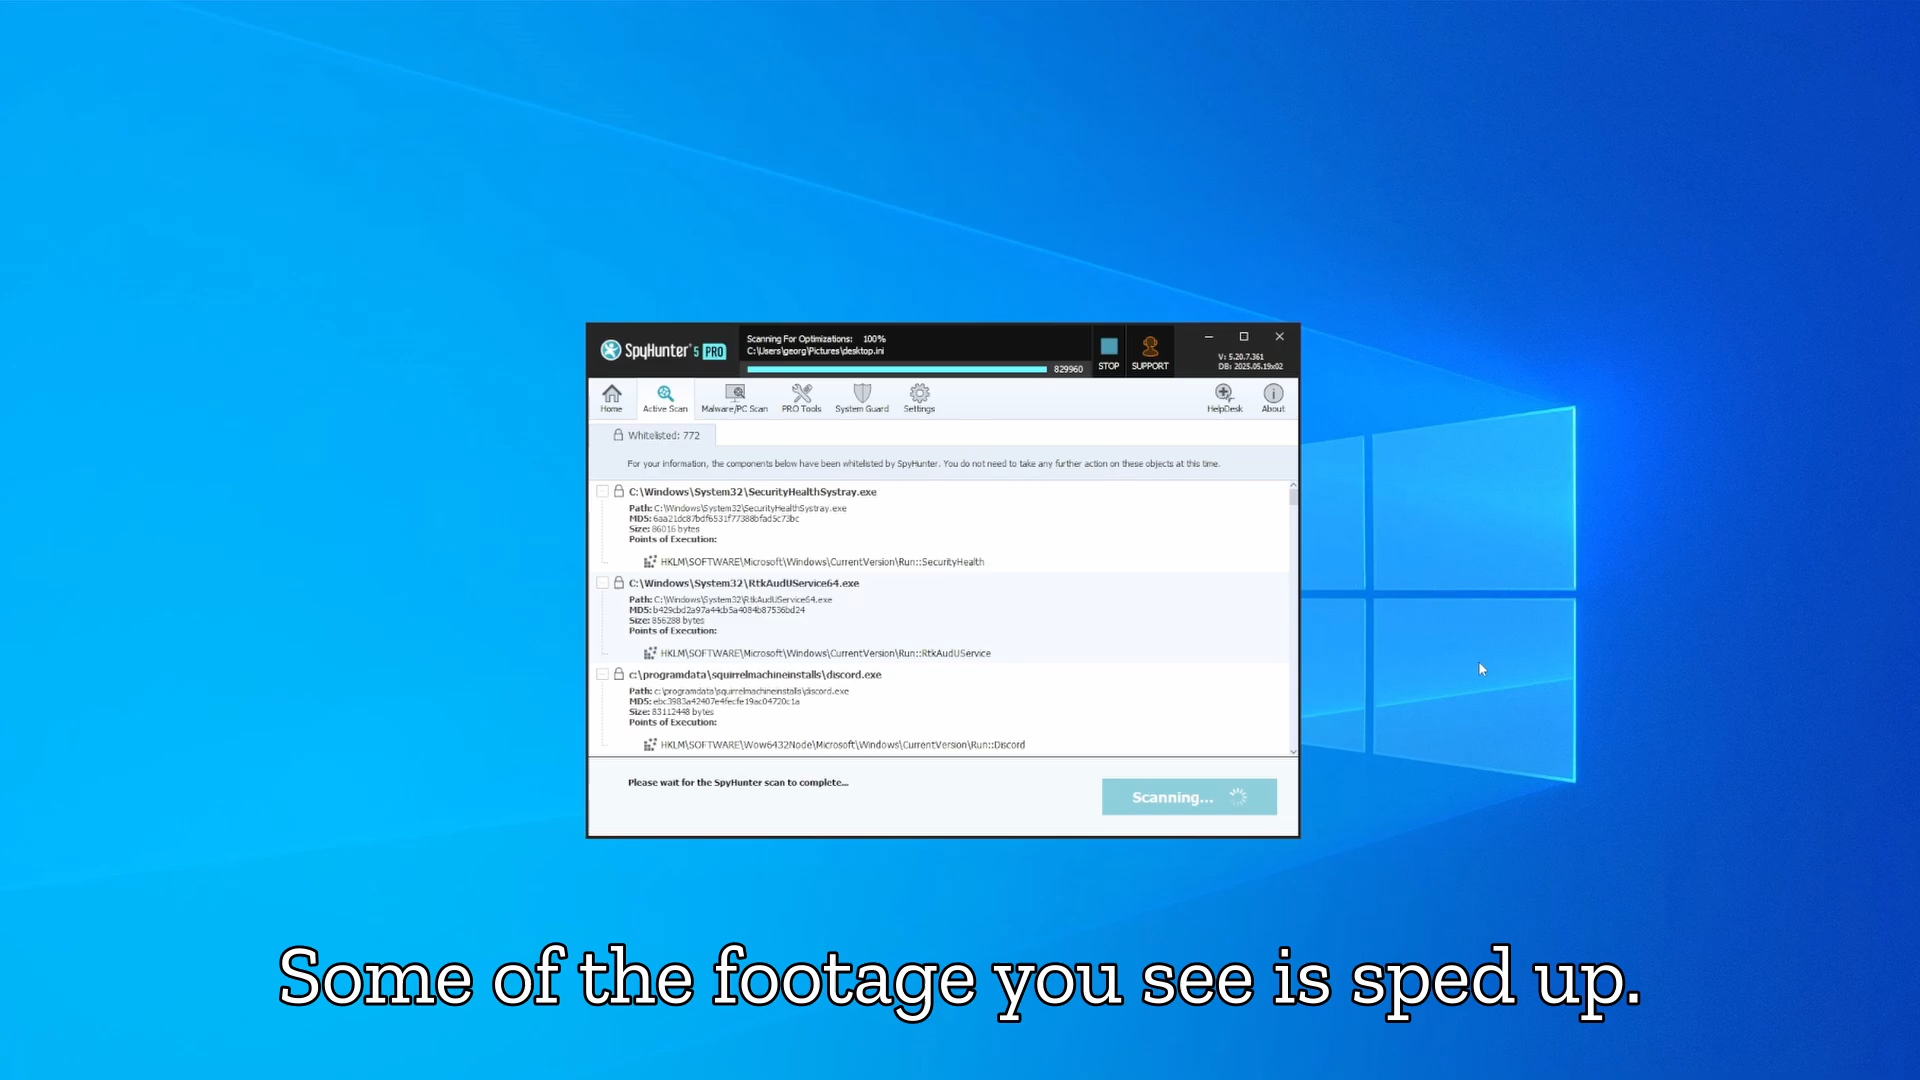 SpyHunter® 5 PRO
Scanning For Optimizations: 100%
C:\Users\georg\Pictures\desktop.ini
829960
STOP
SUPPORT
V: 5.20.7.361
DB: 2025.05.19x02
Home
Active Scan
Malware/PC Scan
PRO Tools
System Guard
Settings
HelpDesk
About
Whitelisted: 772
For your information, the components below have been whitelisted by SpyHunter. You do not need to take any further action on these objects at this time.
C:\Windows\System32\SecurityHealthSystray.exe
Path: C:\Windows\System32\SecurityHealthSystray.exe
MD5: 6aa21dc87bdf6531f77388bfad5c73bc
Size: 86016 bytes
Points of Execution:
HKLM\SOFTWARE\Microsoft\Windows\CurrentVersion\Run::SecurityHealth
C:\Windows\System32\RtkAudUService64.exe
Path: C:\Windows\System32\RtkAudUService64.exe
MD5: b429cbd2a97a44cb5a4084b87536bd24
Size: 856288 bytes
Points of Execution:
HKLM\SOFTWARE\Microsoft\Windows\CurrentVersion\Run::RtkAudUService
c:\programdata\squirrelmachineinstalls\discord.exe
Path: c:\programdata\squirrelmachineinstalls\discord.exe
MD5: ebc3983a42407e4fecfe19ac04720c1a
Size: 83112448 bytes
Points of Execution:
HKLM\SOFTWARE\Wow6432Node\Microsoft\Windows\CurrentVersion\Run::Discord
Please wait for the SpyHunter scan to complete...
Scanning...
Some of the footage you see is sped up.